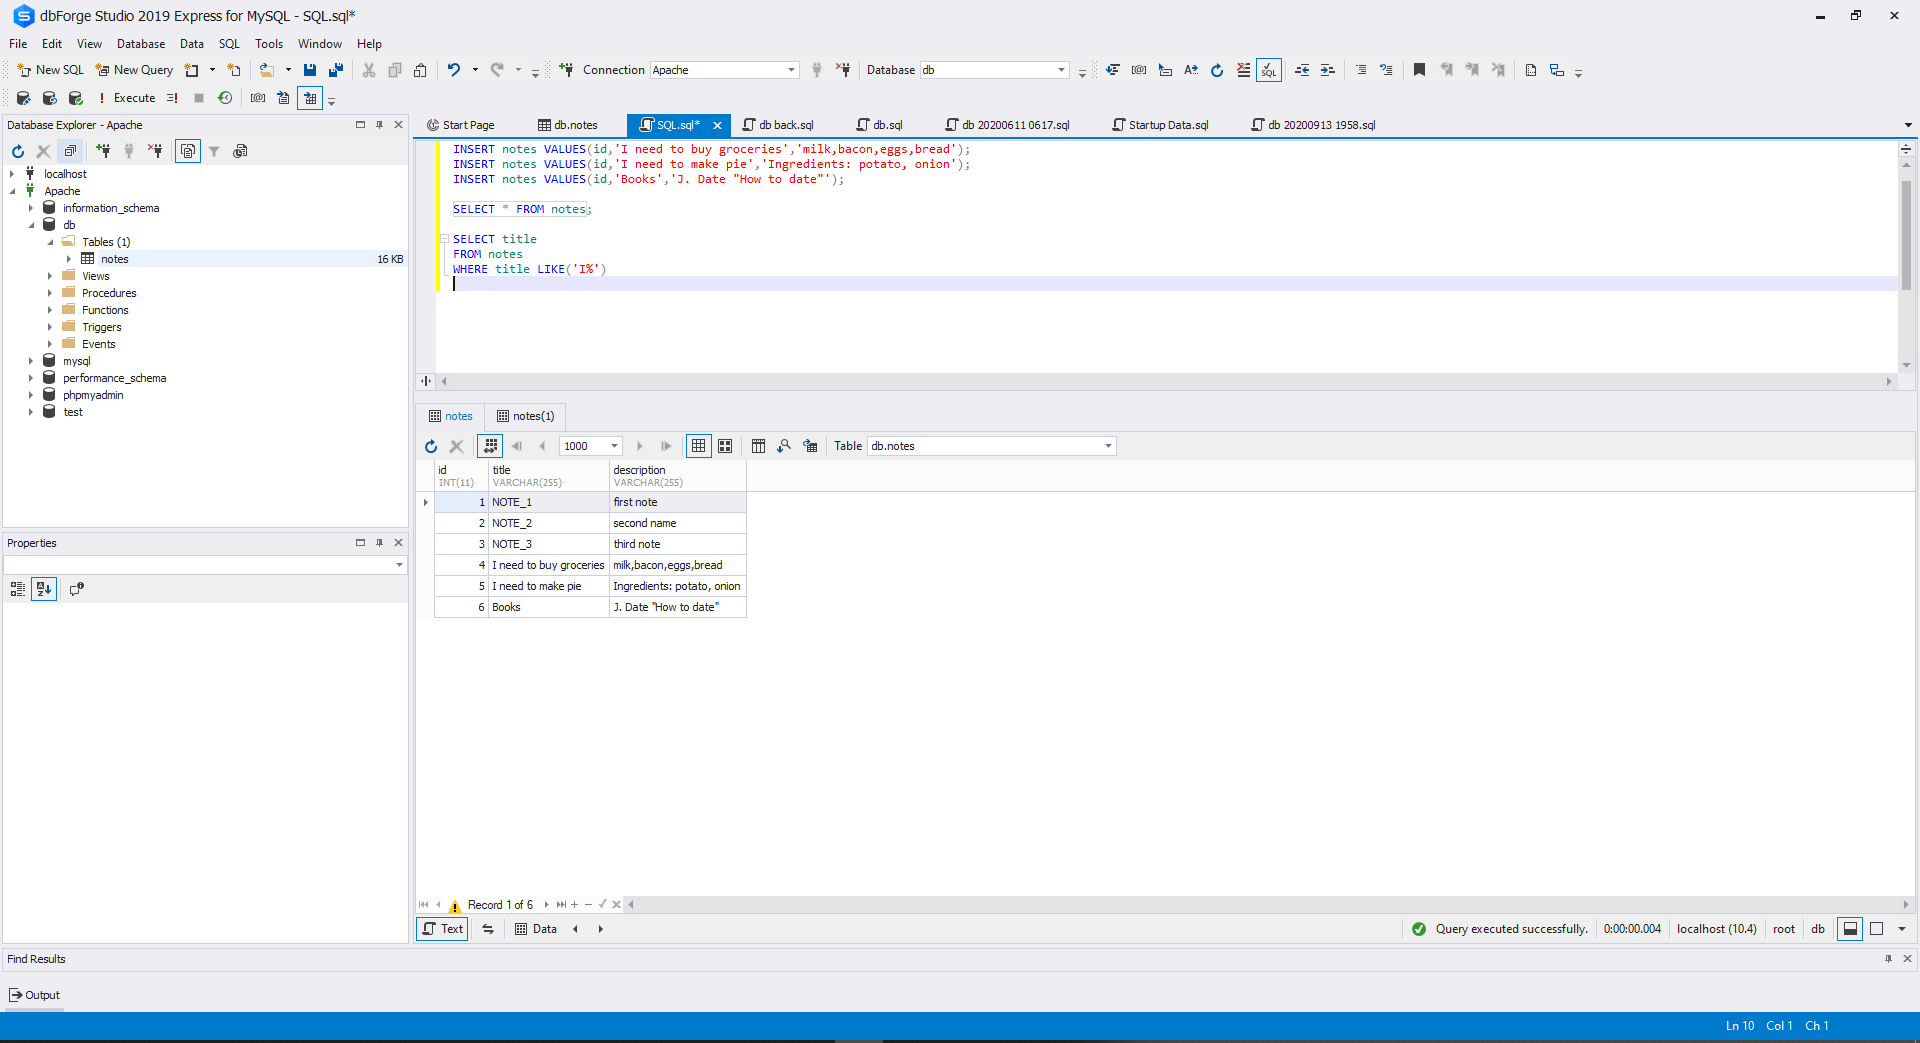 dbForge Studio 2019 Express for MySQL - SQL.sql*
File Edit View Database Data SQL Tools Window Help
New SQL New Query Connection Apache Database db
SQL
Execute
Database Explorer - Apache
localhost
Apache
information_schema
db
Tables (1)
notes 16 KB
Views
Procedures
Functions
Triggers
Events
mysql
performance_schema
phpmyadmin
test
Properties
Start Page db.notes SQL.sql* db back.sql db.sql db 20200611 0617.sql Startup Data.sql db 20200913 1958.sql
INSERT notes VALUES(id,'I need to buy groceries','milk,bacon,eggs,bread');
INSERT notes VALUES(id,'I need to make pie','Ingredients: potato, onion');
INSERT notes VALUES(id,'Books','J. Date "How to date"');
SELECT * FROM notes;
SELECT title
FROM notes
WHERE title LIKE('I%')
notes notes(1)
1000 Table db.notes
id title description
INT(11) VARCHAR(255) VARCHAR(255)
1 NOTE_1 first note
2 NOTE_2 second name
3 NOTE_3 third note
4 I need to buy groceries milk,bacon,eggs,bread
5 I need to make pie Ingredients: potato, onion
6 Books J. Date "How to date"
Record 1 of 6
Text Data Query executed successfully. 0:00:00.004 localhost (10.4) root db
Find Results
Output
Ln 10 Col 1 Ch 1